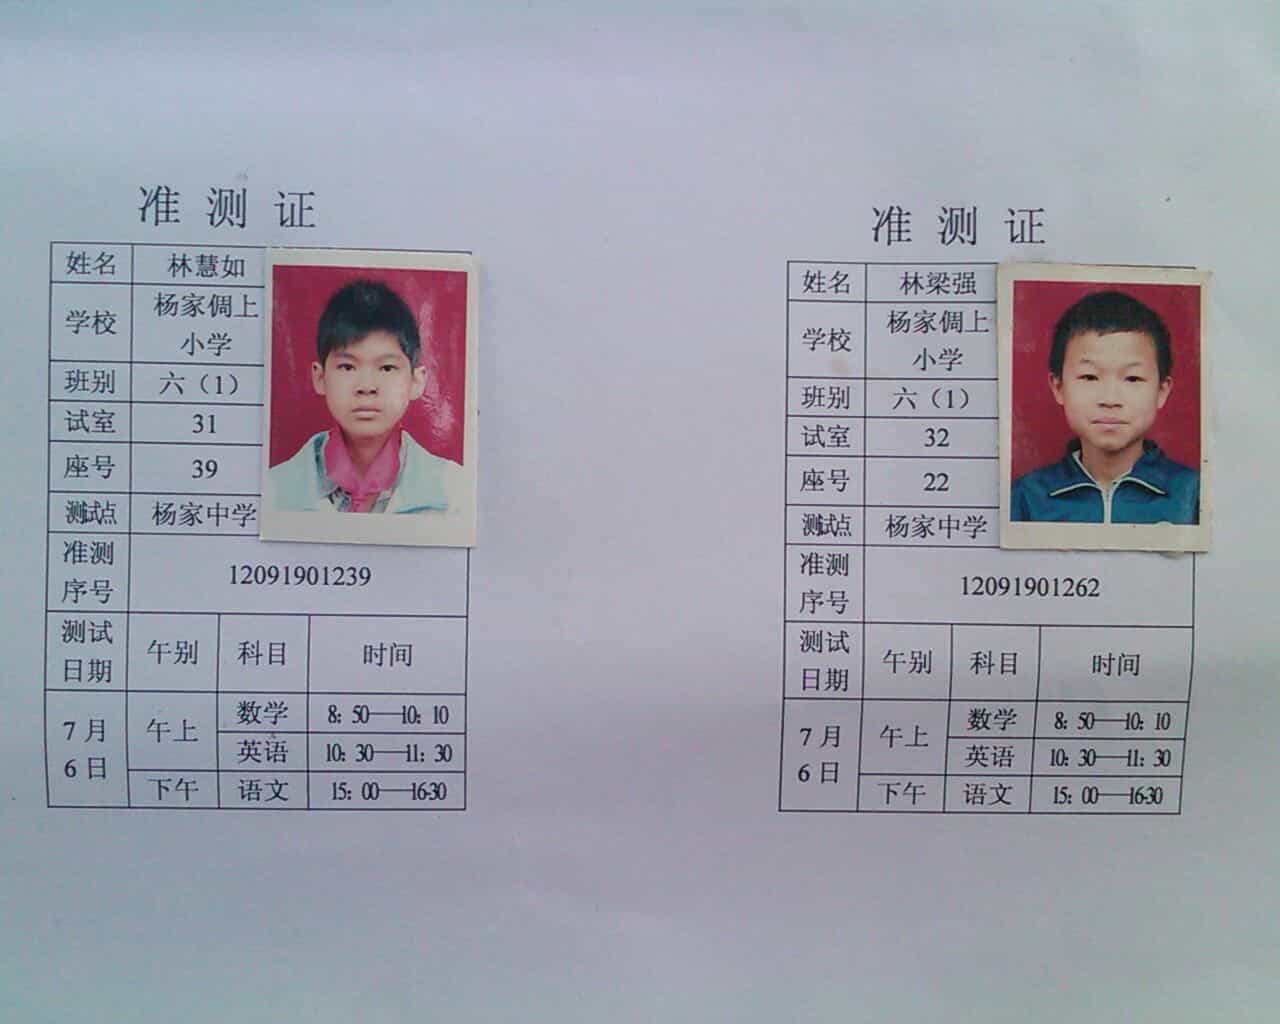 准测证
姓名 林慧如
学校 杨家倜上
小学
班别 六（1）
试室 31
座号 39
测试点 杨家中学
准测
序号 12091901239
测试
日期 午别 科目 时间
7月
6日 午上 数学 8：50—10：10
英语 10：30—11：30
下午 语文 15：00—16-30
准测证
姓名 林梁强
学校 杨家倜上
小学
班别 六（1）
试室 32
座号 22
测试点 杨家中学
准测
序号 12091901262
测试
日期 午别 科目 时间
7月
6日 午上 数学 8：50—10：10
英语 10：30—11：30
下午 语文 15：00—16-30